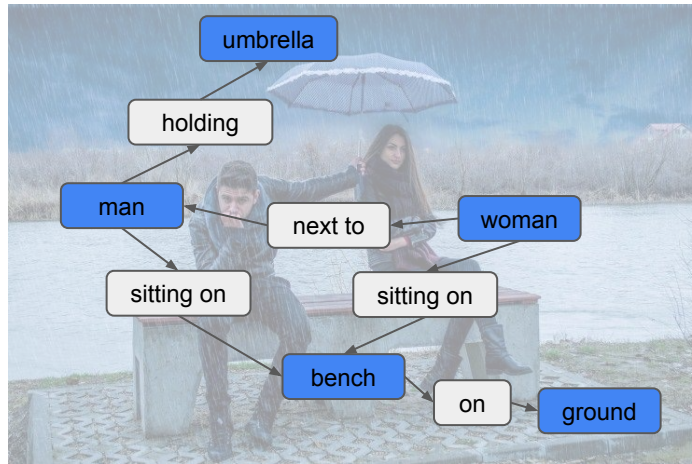 umbrella
holding
man
next to
woman
sitting on
sitting on
bench
on
ground